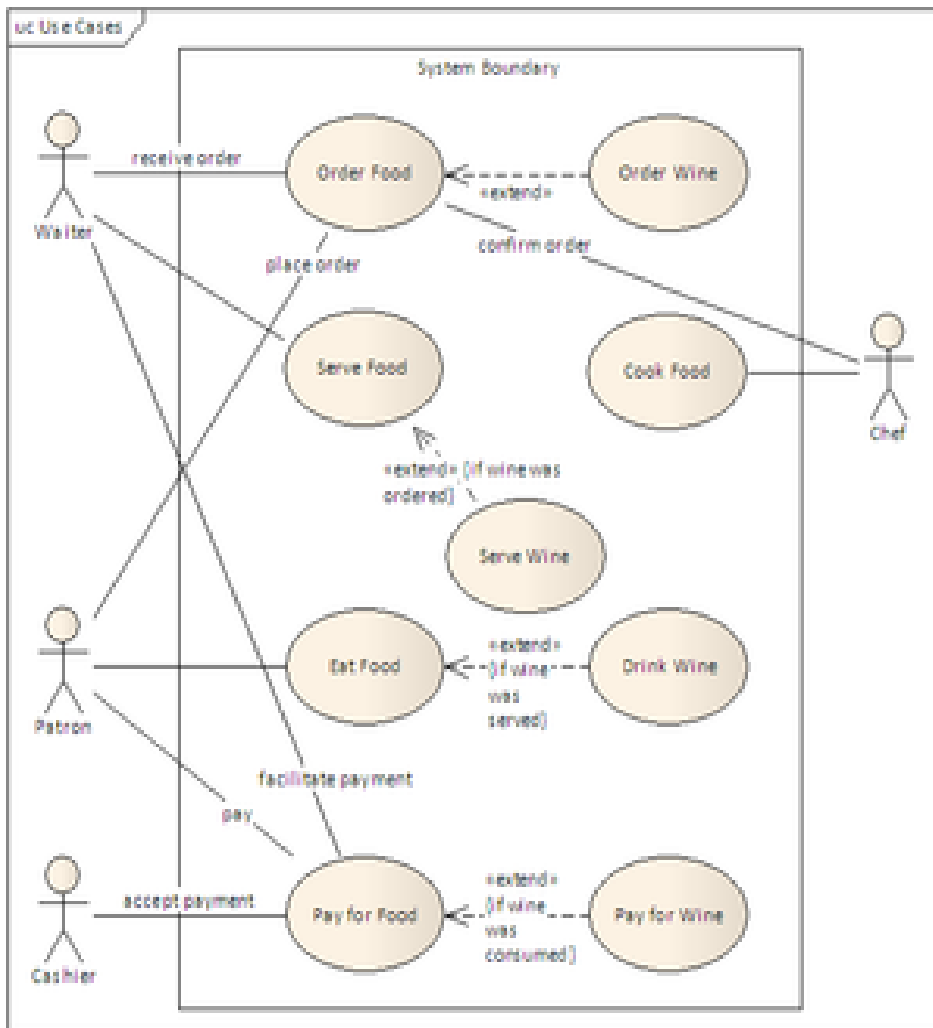 uc Use Cases
System Boundary
receive order
Order Food
«extend»
Order Wine
Waiter
place order
confirm order
Serve Food
Cook Food
Chef
«extend» {if wine was
ordered}
Serve Wine
Patron
Eat Food
«extend»
{if wine
was
served}
Drink Wine
facilitate payment
pay
Cashier
accept payment
Pay for Food
«extend»
{if wine
was
consumed}
Pay for Wine